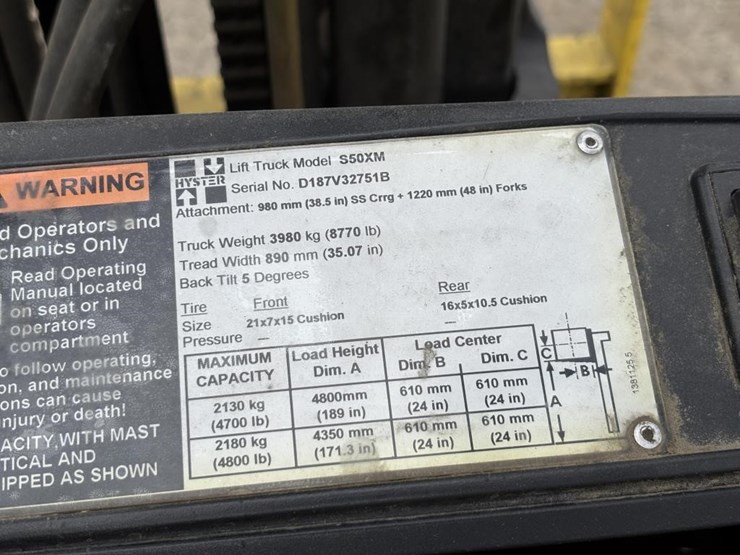 WARNING
d Operators and
chanics Only
Read Operating
Manual located
on seat or in
operators
compartment
o follow operating,
on, and maintenance
ons can cause
njury or death!
ACITY WITH MAST
TICAL AND
IPPED AS SHOWN
HYSTER
Lift Truck Model S50XM
Serial No. D187V32751B
Attachment: 980 mm (38.5 in) SS Crrg + 1220 mm (48 in) Forks
Truck Weight 3980 kg (8770 lb)
Tread Width 890 mm (35.07 in)
Back Tilt 5 Degrees
Tire Front Rear
Size 21x7x15 Cushion 16x5x10.5 Cushion
Pressure — —
MAXIMUM CAPACITY Load Height Dim. A Load Center Dim. B Dim. C
2130 kg (4700 lb) 4800mm (189 in) 610 mm (24 in) 610 mm (24 in)
2180 kg (4800 lb) 4350 mm (171.3 in) 610 mm (24 in) 610 mm (24 in)
C
B
A
1381125 5